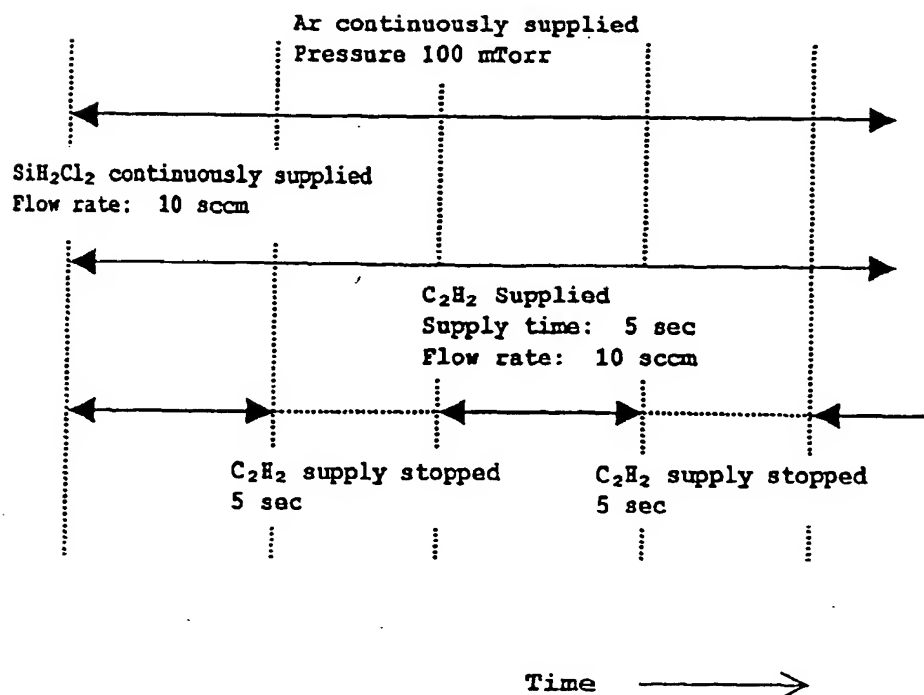 Ar continuously supplied
Pressure 100 mTorr
SiH₂Cl₂ continuously supplied
Flow rate: 10 sccm
C₂H₂ Supplied
Supply time: 5 sec
Flow rate: 10 sccm
C₂H₂ supply stopped
5 sec
C₂H₂ supply stopped
5 sec
Time